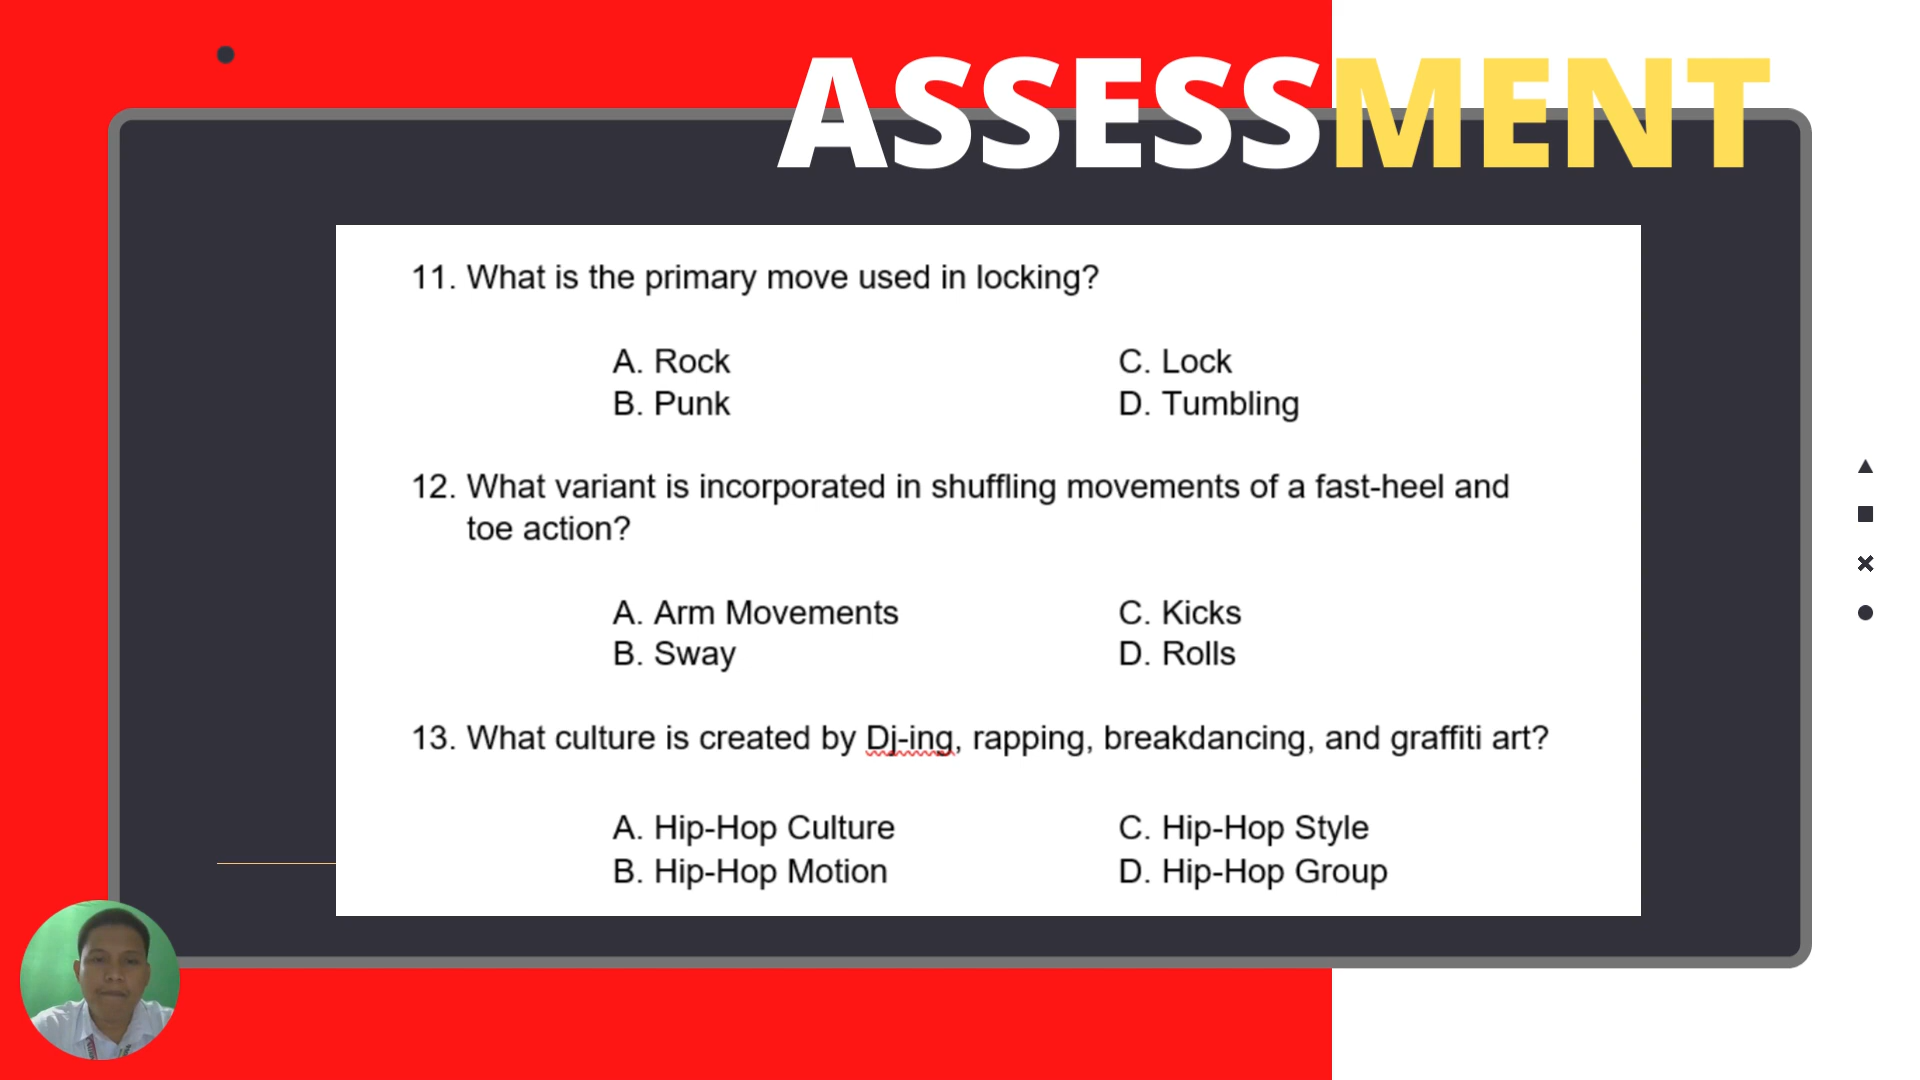 ASSESSMENT
11. What is the primary move used in locking?
A. Rock
B. Punk
C. Lock
D. Tumbling
12. What variant is incorporated in shuffling movements of a fast-heel and
toe action?
A. Arm Movements
B. Sway
C. Kicks
D. Rolls
13. What culture is created by Dj-ing, rapping, breakdancing, and graffiti art?
A. Hip-Hop Culture
B. Hip-Hop Motion
C. Hip-Hop Style
D. Hip-Hop Group